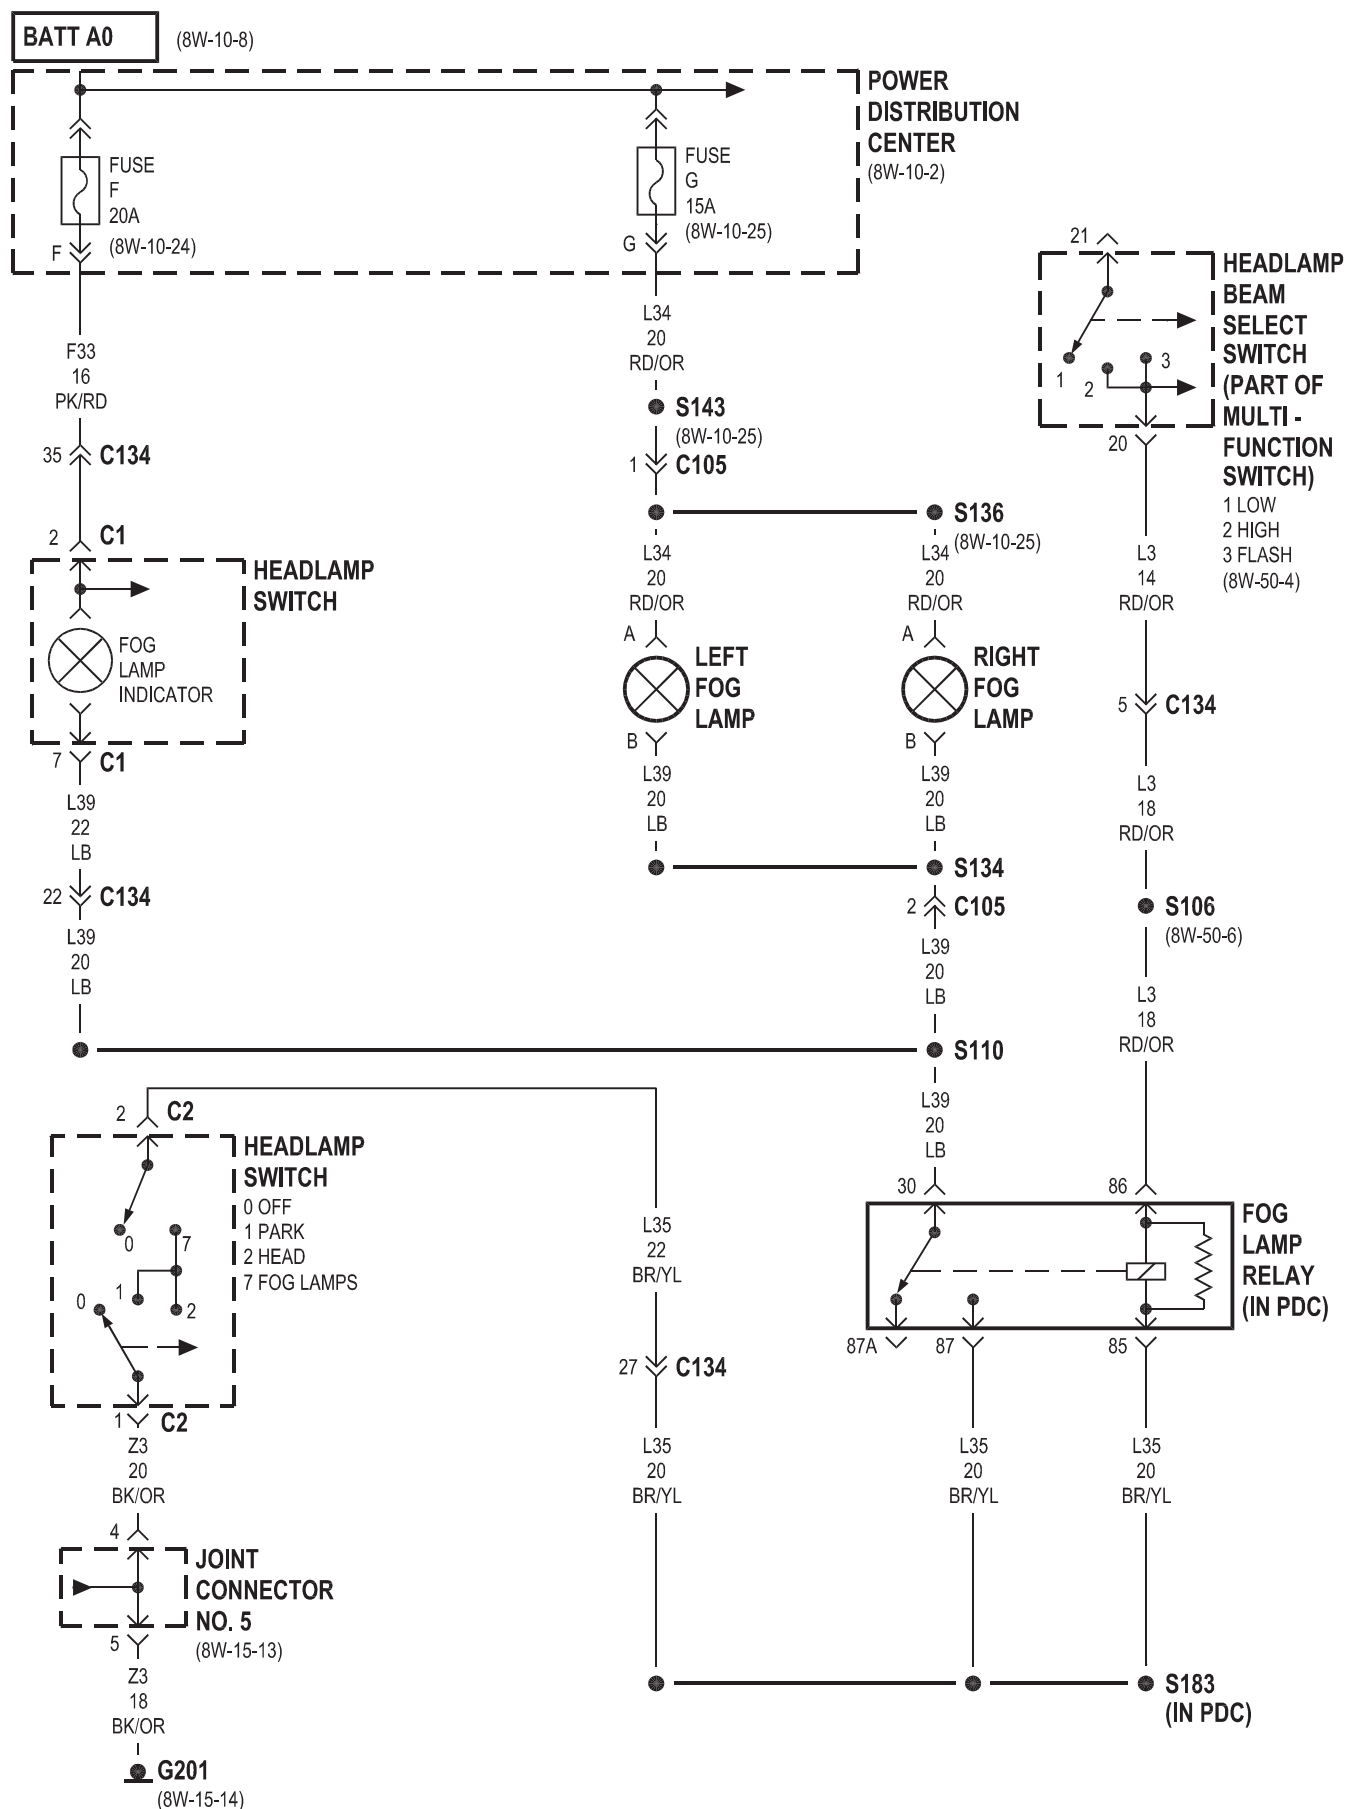 BATT A0
(8W-10-8)
POWER
DISTRIBUTION
CENTER
(8W-10-2)
FUSE
F
20A
(8W-10-24)
F
FUSE
G
15A
(8W-10-25)
G
F33
16
PK/RD
35 C134
2 C1
HEADLAMP
SWITCH
FOG
LAMP
INDICATOR
7 C1
L39
22
LB
22 C134
L39
20
LB
L34
20
RD/OR
S143
(8W-10-25)
1 C105
S136
(8W-10-25)
L34
20
RD/OR
A
LEFT
FOG
LAMP
B
L39
20
LB
L34
20
RD/OR
A
RIGHT
FOG
LAMP
B
L39
20
LB
S134
2 C105
L39
20
LB
S110
L39
20
LB
21
HEADLAMP
BEAM
SELECT
SWITCH
(PART OF
MULTI -
FUNCTION
SWITCH)
1 LOW
2 HIGH
3 FLASH
(8W-50-4)
1
2
3
20
L3
14
RD/OR
5 C134
L3
18
RD/OR
S106
(8W-50-6)
L3
18
RD/OR
2 C2
HEADLAMP
SWITCH
0 OFF
1 PARK
2 HEAD
7 FOG LAMPS
0
7
1
0
2
1 C2
Z3
20
BK/OR
4
JOINT
CONNECTOR
NO. 5
(8W-15-13)
5
Z3
18
BK/OR
G201
(8W-15-14)
L35
22
BR/YL
27 C134
L35
20
BR/YL
30
86
FOG
LAMP
RELAY
(IN PDC)
87A
87
85
L35
20
BR/YL
L35
20
BR/YL
S183
(IN PDC)